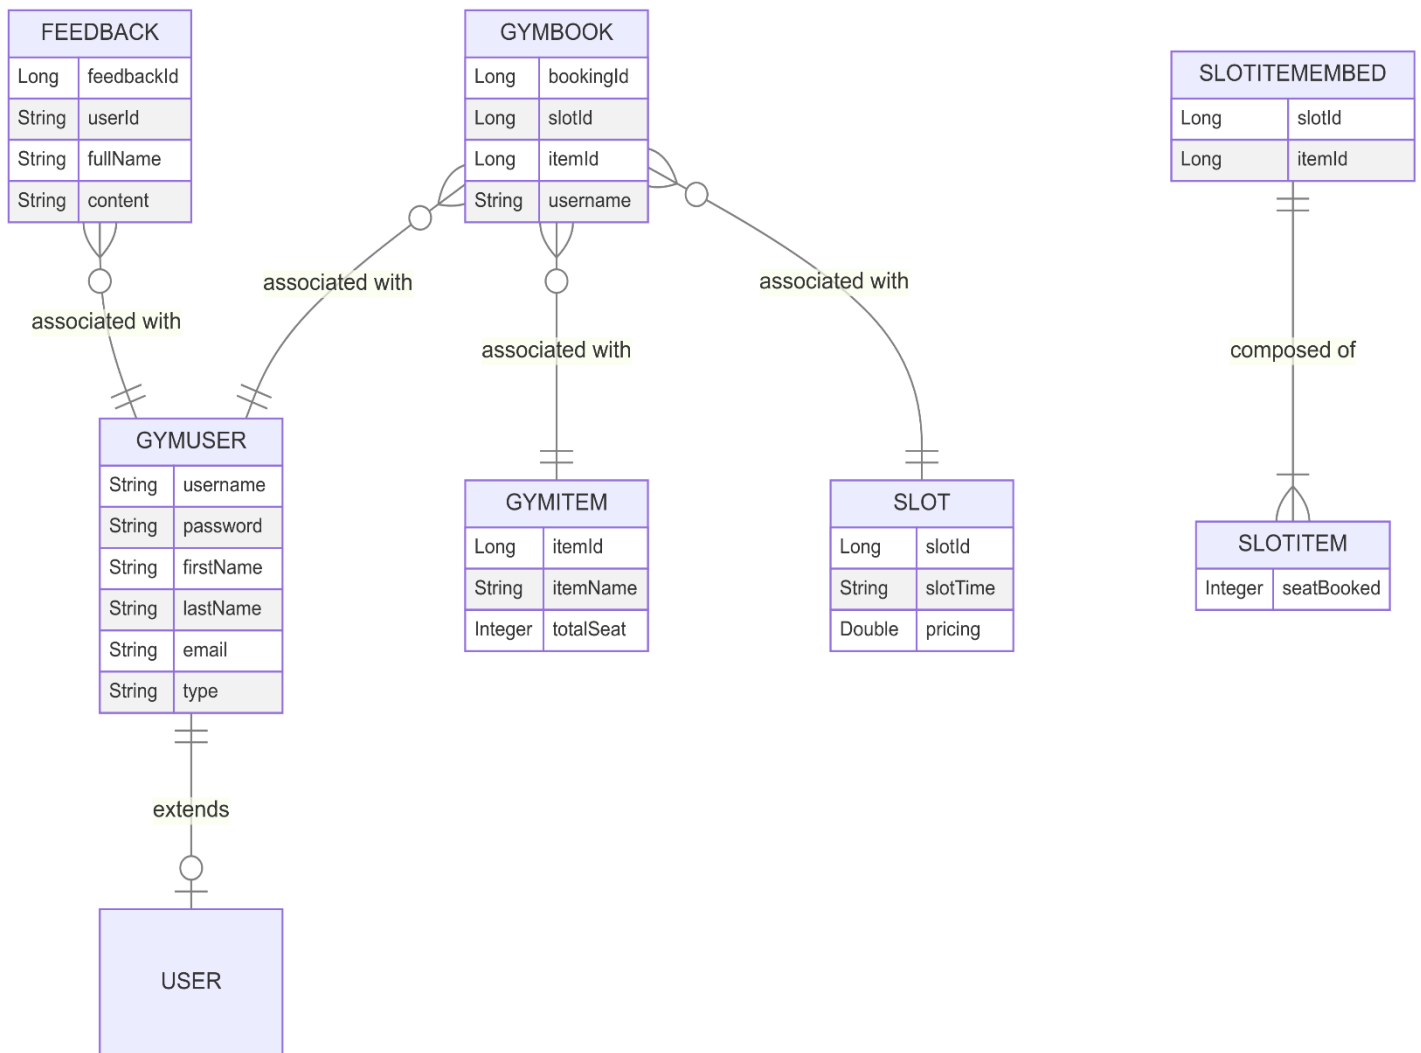 FEEDBACK
Long feedbackId
String userId
String fullName
String content
GYMBOOK
Long bookingId
Long slotId
Long itemId
String username
SLOTITEMEMBED
Long slotId
Long itemId
associated with
associated with
associated with
associated with
composed of
GYMUSER
String username
String password
String firstName
String lastName
String email
String type
GYMITEM
Long itemId
String itemName
Integer totalSeat
SLOT
Long slotId
String slotTime
Double pricing
SLOTITEM
Integer seatBooked
extends
USER